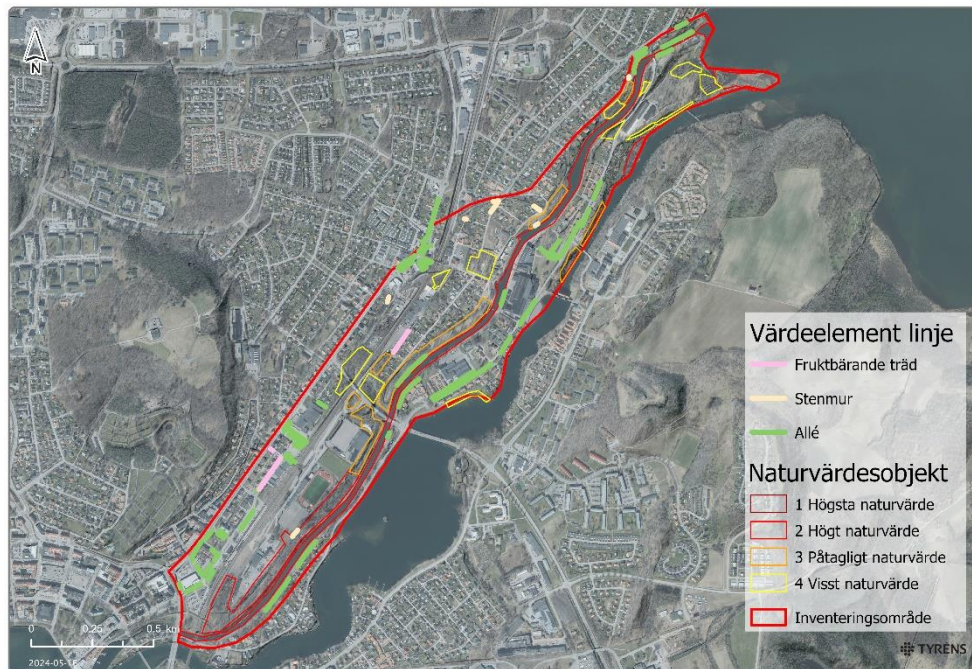 N
Värdeelement linje
Fruktbärande träd
Stenmur
Allé
Naturvärdesobjekt
1 Högsta naturvärde
2 Högt naturvärde
3 Påtagligt naturvärde
4 Visst naturvärde
Inventeringsområde
0 0.25 0.5 km
2024-05-16
TYRÉNS